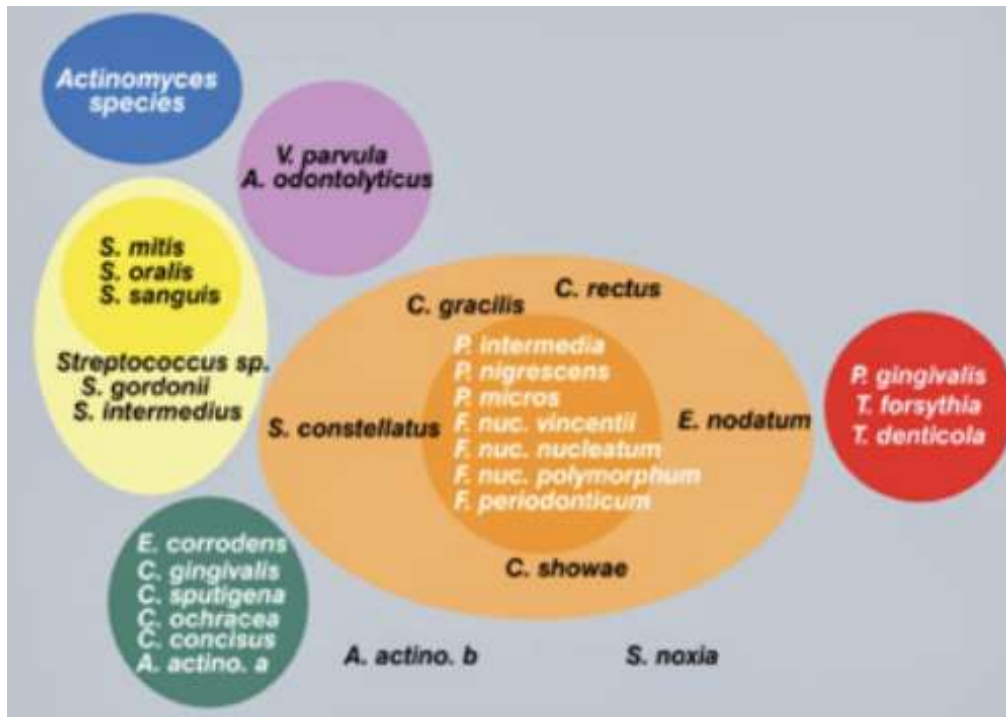 Actinomyces
species
V. parvula
A. odontolyticus
S. mitis
S. oralis
S. sanguis
Streptococcus sp.
S. gordonii
S. intermedius
C. gracilis
C. rectus
P. intermedia
P. nigrescens
P. micros
F. nuc. vincentii
F. nuc. nucleatum
F. nuc. polymorphum
F. periodonticum
S. constellatus
E. nodatum
C. showae
P. gingivalis
T. forsythia
T. denticola
E. corrodens
C. gingivalis
C. sputigena
C. ochracea
C. concisus
A. actino. a
A. actino. b
S. noxia